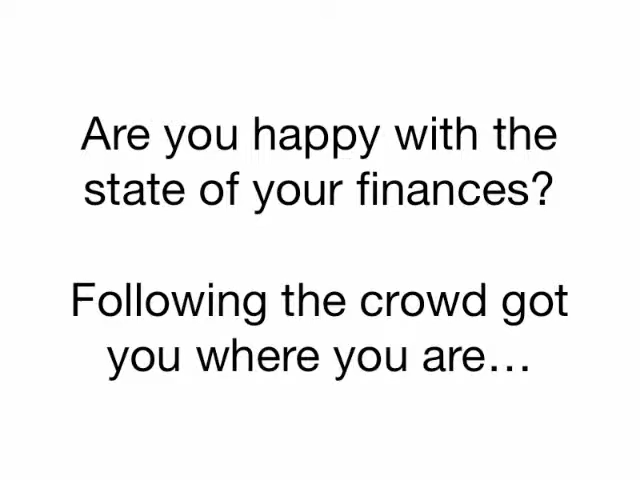 Are you happy with the
state of your finances?
Following the crowd got
you where you are…